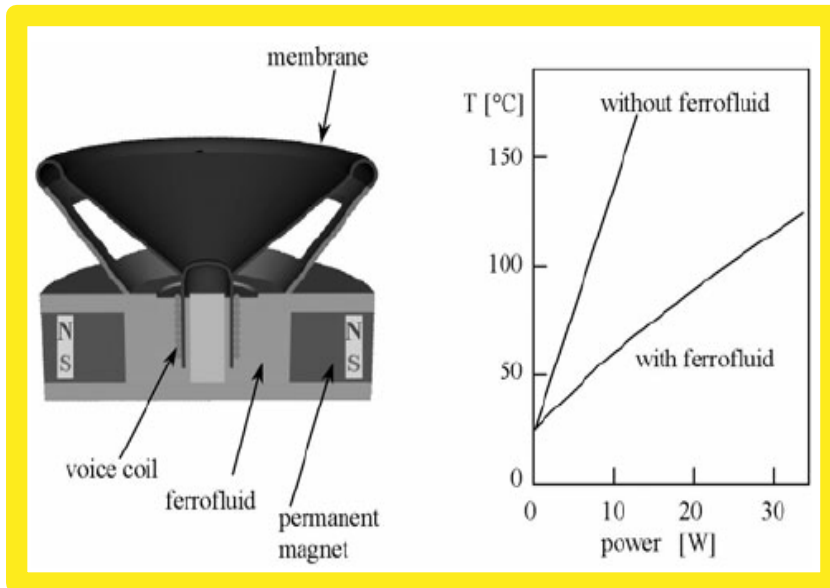 membrane
N
S
N
S
voice coil
ferrofluid
permanent
magnet
T [°C]
without ferrofluid
150
100
50
with ferrofluid
0
0 10 20 30
power [W]